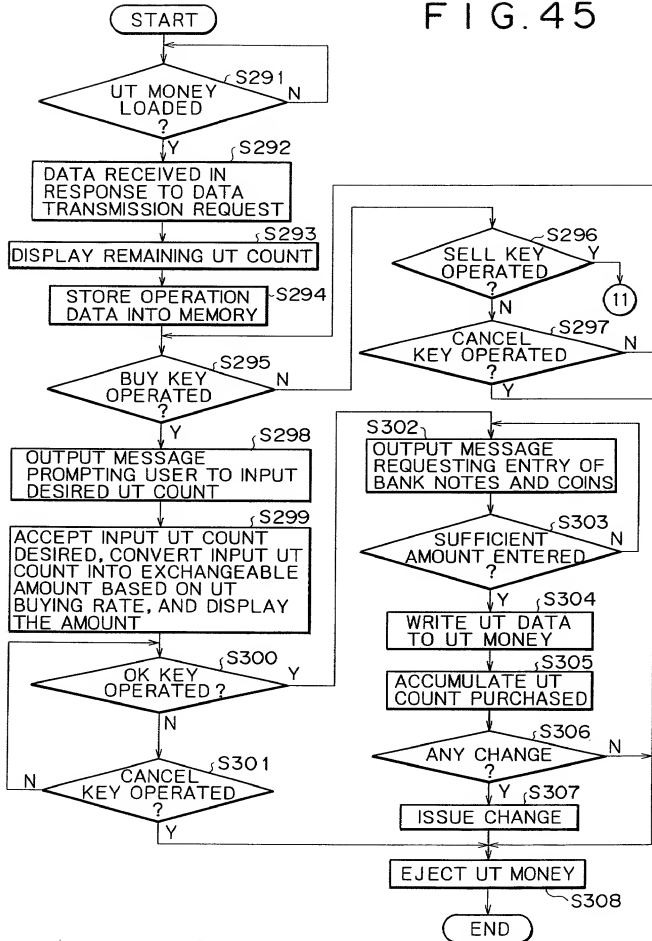 FIG.45
START
S291
UT MONEY
LOADED
?
N
Y
S292
DATA RECEIVED IN
RESPONSE TO DATA
TRANSMISSION REQUEST
S293
DISPLAY REMAINING UT COUNT
S294
STORE OPERATION
DATA INTO MEMORY
S295
BUY KEY
OPERATED
?
N
Y
S298
OUTPUT MESSAGE
PROMPTING USER TO INPUT
DESIRED UT COUNT
S299
ACCEPT INPUT UT COUNT
DESIRED, CONVERT INPUT UT
COUNT INTO EXCHANGEABLE
AMOUNT BASED ON UT
BUYING RATE, AND DISPLAY
THE AMOUNT
S300
OK KEY
OPERATED ?
Y
N
S301
CANCEL
KEY OPERATED
?
N
Y
S296
SELL KEY
OPERATED
?
Y
11
N
S297
CANCEL
KEY OPERATED
?
N
Y
S302
OUTPUT MESSAGE
REQUESTING ENTRY OF
BANK NOTES AND COINS
S303
SUFFICIENT
AMOUNT ENTERED
?
N
Y
S304
WRITE UT DATA
TO UT MONEY
S305
ACCUMULATE UT
COUNT PURCHASED
S306
ANY CHANGE
?
N
Y
S307
ISSUE CHANGE
EJECT UT MONEY
S308
END